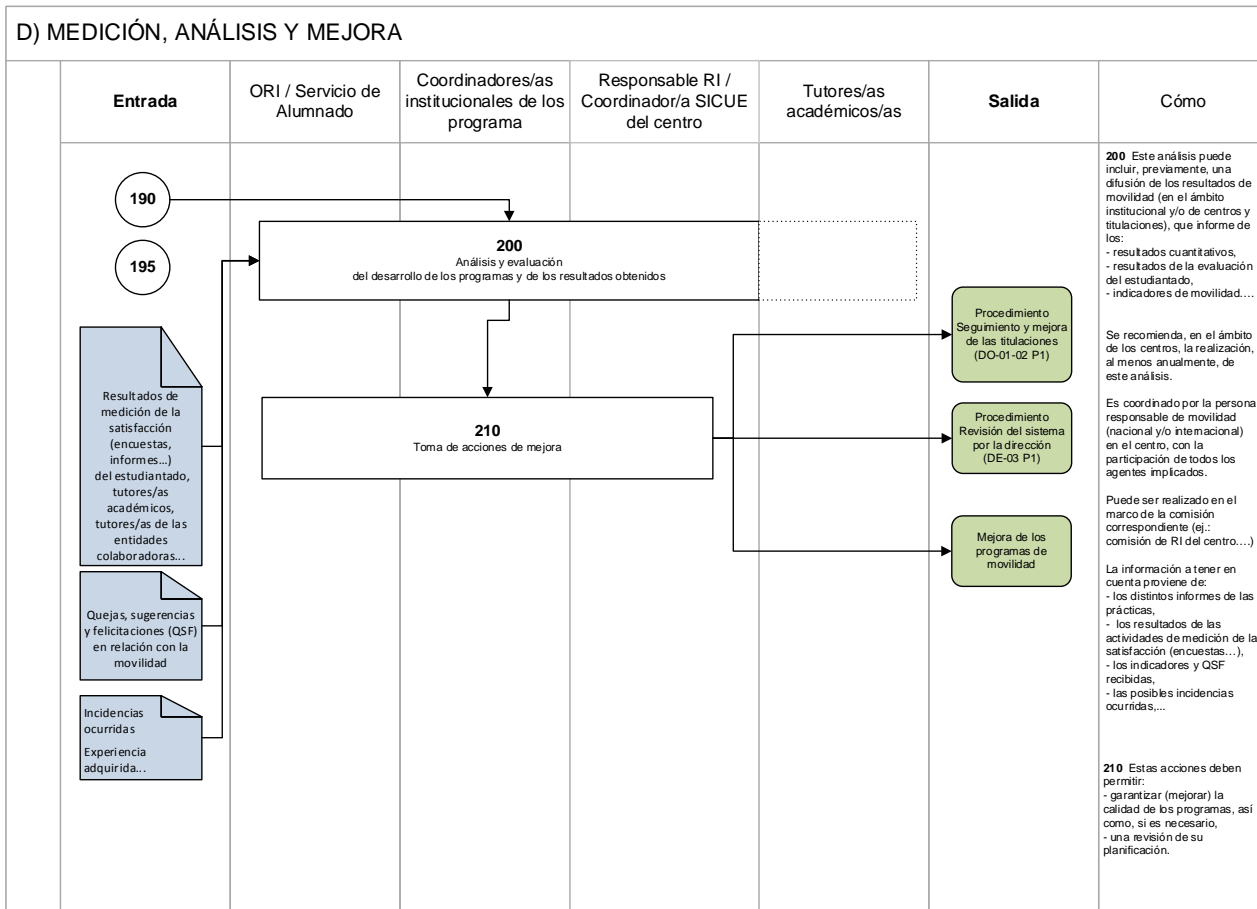 D) MEDICIÓN, ANÁLISIS Y MEJORA
Entrada
ORI / Servicio de
Alumnado
Coordinadores/as
institucionales de los
programa
Responsable RI /
Coordinador/a SICUE
del centro
Tutores/as
académicos/as
Salida
Cómo
190
195
200
Análisis y evaluación
del desarrollo de los programas y de los resultados obtenidos
Resultados de
medición de la
satisfacción
(encuestas,
informes...)
del estudiantado,
tutores/as
académicos,
tutores/as de las
entidades
colaboradoras...
Quejas, sugerencias
y felicitaciones (QSF)
en relación con la
movilidad
Incidencias
ocurridas
Experiencia
adquirida...
210
Toma de acciones de mejora
Procedimiento
Seguimiento y mejora
de las titulaciones
(DO-01-02 P1)
Procedimiento
Revisión del sistema
por la dirección
(DE-03 P1)
Mejora de los
programas de
movilidad
200 Este análisis puede
incluir, previamente, una
difusión de los resultados de
movilidad (en el ámbito
institucional y/o de centros y
titulaciones), que informe de
los:
- resultados cuantitativos,
- resultados de la evaluación
del estudiantado,
- indicadores de movilidad....
Se recomienda, en el ámbito
de los centros, la realización,
al menos anualmente, de
este análisis.
Es coordinado por la persona
responsable de movilidad
(nacional y/o internacional)
en el centro, con la
participación de todos los
agentes implicados.
Puede ser realizado en el
marco de la comisión
correspondiente (ej.:
comisión de RI del centro....)
La información a tener en
cuenta proviene de:
- los distintos informes de las
prácticas,
- los resultados de las
actividades de medición de la
satisfacción (encuestas...),
- los indicadores y QSF
recibidas,
- las posibles incidencias
ocurridas,...
210 Estas acciones deben
permitir:
- garantizar (mejorar) la
calidad de los programas, así
como, si es necesario,
- una revisión de su
planificación.